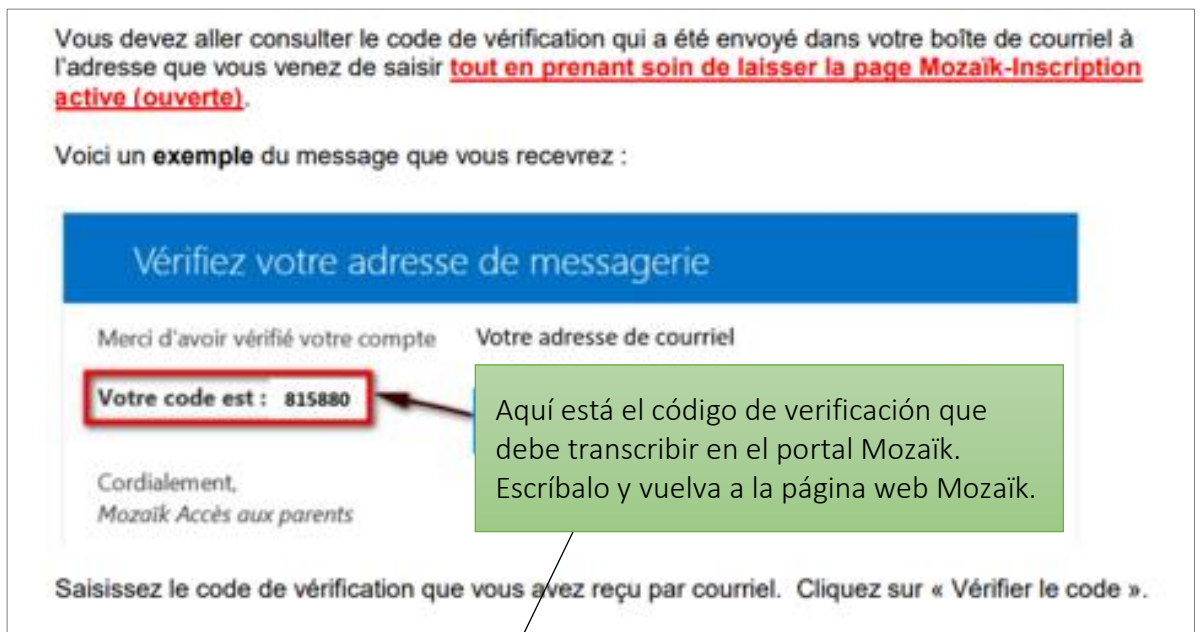 Vous devez aller consulter le code de vérification qui a été envoyé dans votre boîte de courriel à
l'adresse que vous venez de saisir tout en prenant soin de laisser la page Mozaïk-Inscription
active (ouverte).
Voici un exemple du message que vous recevrez :
Vérifiez votre adresse de messagerie
Merci d'avoir vérifié votre compte Votre adresse de courriel
Votre code est : 815880
Aquí está el código de verificación que
debe transcribir en el portal Mozaïk.
Escríbalo y vuelva a la página web Mozaïk.
Cordialement,
Mozaïk Accès aux parents
Saisissez le code de vérification que vous avez reçu par courriel. Cliquez sur « Vérifier le code ».